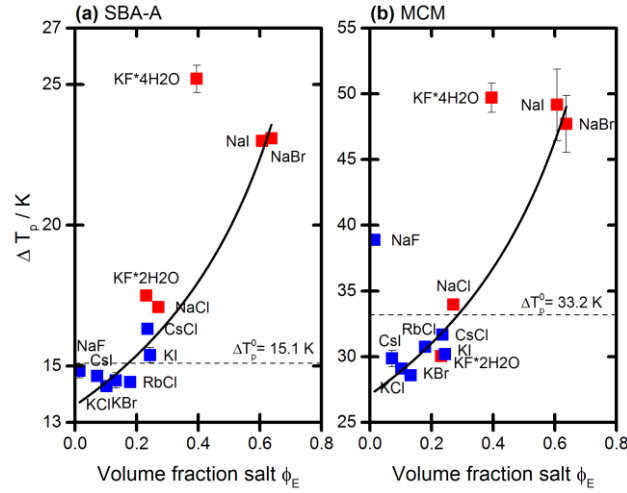 (a) SBA-A
(b) MCM
Δ T_p / K
25
20
15
13
KF*4H2O
NaI
NaBr
KF*2H2O
NaCl
CsCl
NaF
CsI
KI
ΔT_p^0= 15.1 K
KCl
KBr
RbCl
0.0 0.2 0.4 0.6 0.8
Volume fraction salt ϕ_E
55
50
45
40
35
30
25
KF*4H2O
NaI
NaBr
NaF
NaCl
ΔT_p^0= 33.2 K
RbCl
CsCl
CsI
KI
KF*2H2O
KCl
KBr
0.0 0.2 0.4 0.6 0.8
Volume fraction salt ϕ_E